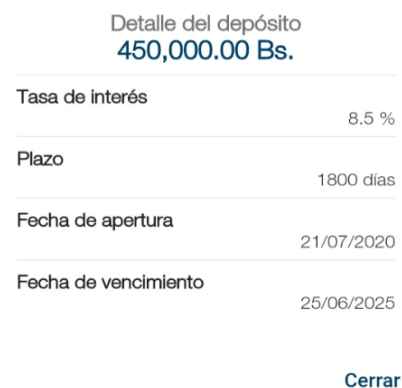 Detalle del depósito
450,000.00 Bs.
Tasa de interés
8.5 %
Plazo
1800 días
Fecha de apertura
21/07/2020
Fecha de vencimiento
25/06/2025
Cerrar